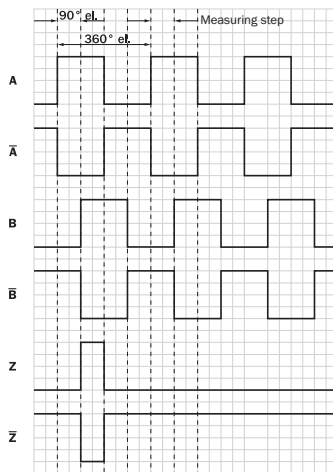 90° el.
Measuring step
360° el.
A
A̅
B
B̅
Z
Z̅